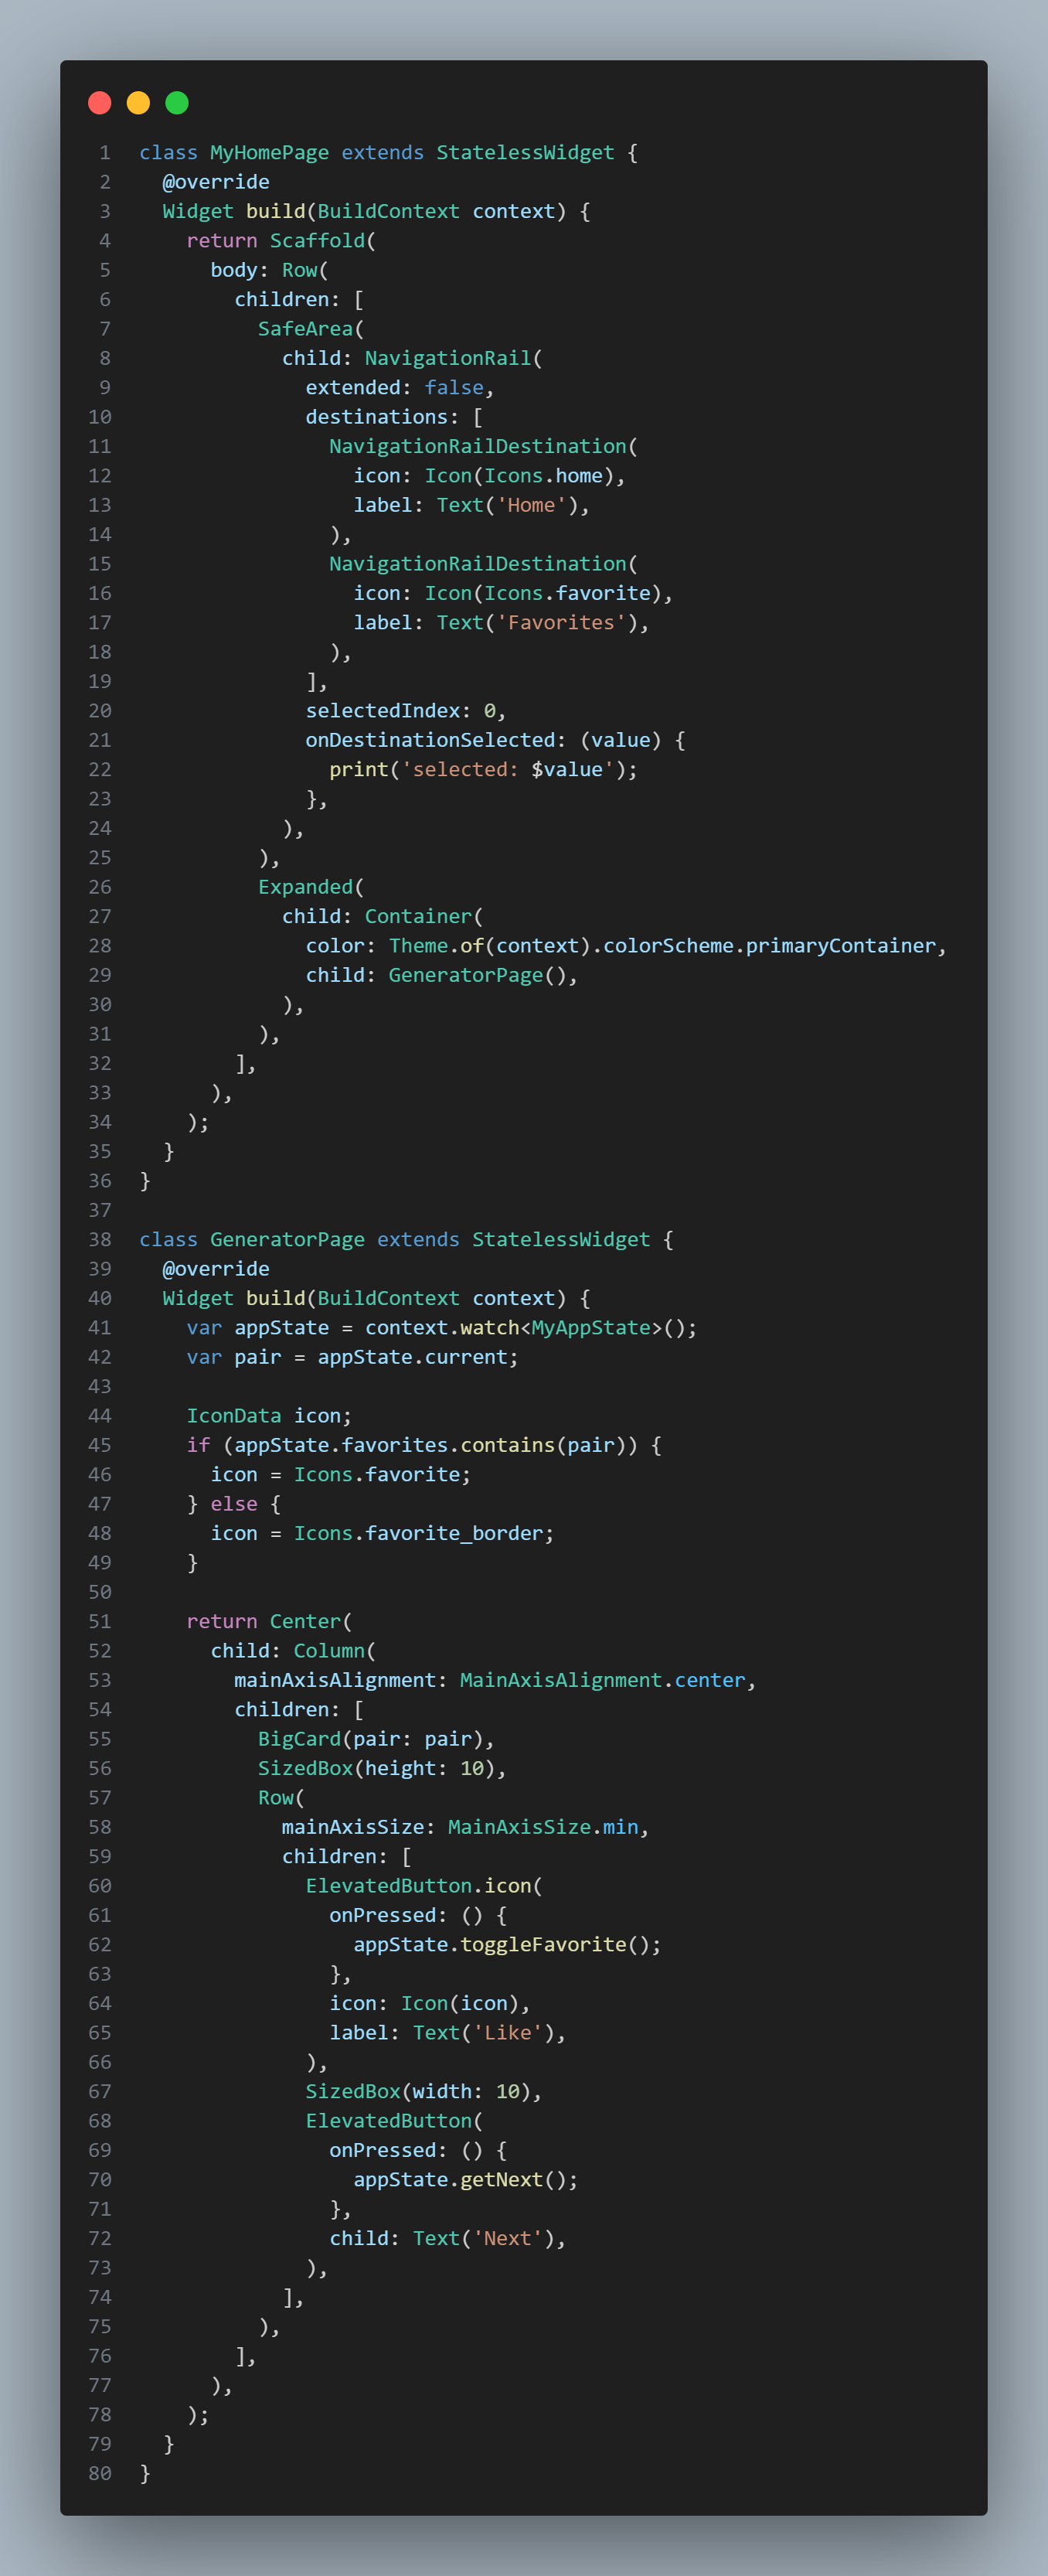 1 class MyHomePage extends StatelessWidget {
2   @override
3   Widget build(BuildContext context) {
4     return Scaffold(
5       body: Row(
6         children: [
7           SafeArea(
8             child: NavigationRail(
9               extended: false,
10               destinations: [
11                 NavigationRailDestination(
12                   icon: Icon(Icons.home),
13                   label: Text('Home'),
14                 ),
15                 NavigationRailDestination(
16                   icon: Icon(Icons.favorite),
17                   label: Text('Favorites'),
18                 ),
19               ],
20               selectedIndex: 0,
21               onDestinationSelected: (value) {
22                 print('selected: $value');
23               },
24             ),
25           ),
26           Expanded(
27             child: Container(
28               color: Theme.of(context).colorScheme.primaryContainer,
29               child: GeneratorPage(),
30             ),
31           ),
32         ],
33       ),
34     );
35   }
36 }
37
38 class GeneratorPage extends StatelessWidget {
39   @override
40   Widget build(BuildContext context) {
41     var appState = context.watch<MyAppState>();
42     var pair = appState.current;
43
44     IconData icon;
45     if (appState.favorites.contains(pair)) {
46       icon = Icons.favorite;
47     } else {
48       icon = Icons.favorite_border;
49     }
50
51     return Center(
52       child: Column(
53         mainAxisAlignment: MainAxisAlignment.center,
54         children: [
55           BigCard(pair: pair),
56           SizedBox(height: 10),
57           Row(
58             mainAxisSize: MainAxisSize.min,
59             children: [
60               ElevatedButton.icon(
61                 onPressed: () {
62                   appState.toggleFavorite();
63                 },
64                 icon: Icon(icon),
65                 label: Text('Like'),
66               ),
67               SizedBox(width: 10),
68               ElevatedButton(
69                 onPressed: () {
70                   appState.getNext();
71                 },
72                 child: Text('Next'),
73               ),
74             ],
75           ),
76         ],
77       ),
78     );
79   }
80 }